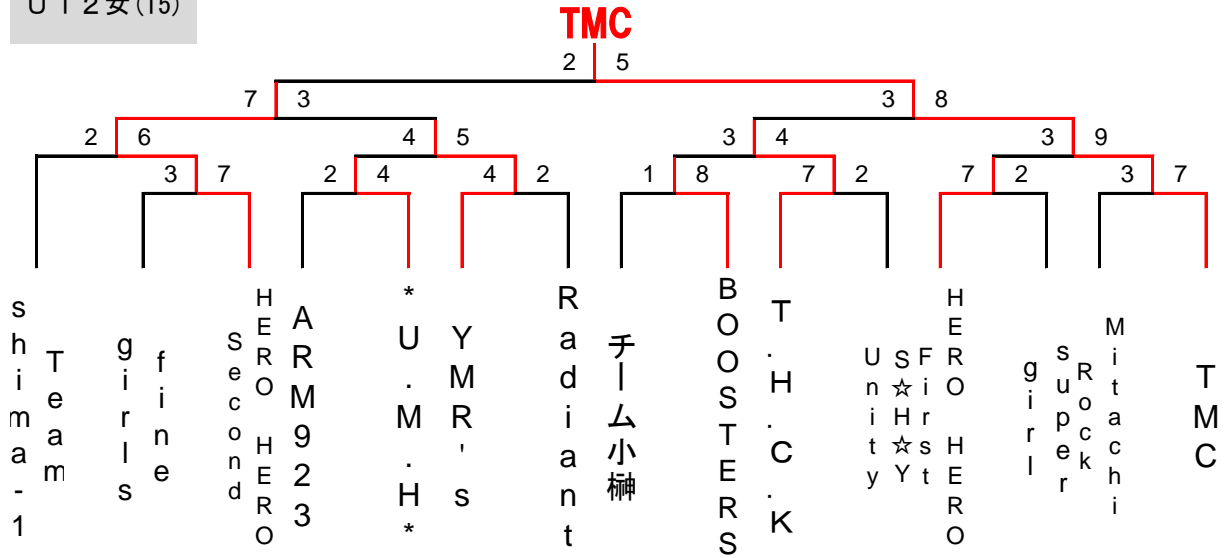 Ｕ１２女(15)
TMC
2 5
7 3
3 8
2 6
4 5
3 4
3 9
3 7
2 4
4 2
1 8
7 2
7 2
3 7
Team
shima-1
fine
girls
HERO HERO
Second
ARM923
*U.M.H*
YMR's
Radiant
チーム小榊
BOOSTERS
T.H.C.K
S☆H☆Y
Unity
HERO HERO
First
super
girl
Mitachi
Rock
TMC